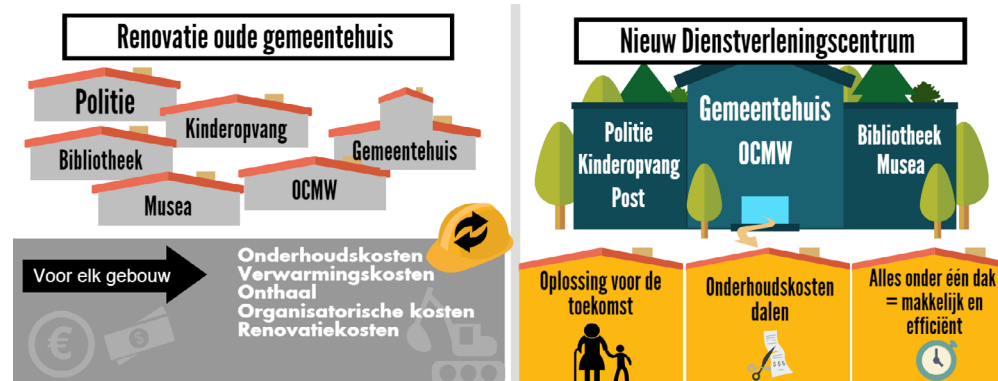 Renovatie oude gemeentehuis
Politie
Kinderopvang
Gemeentehuis
Bibliotheek
OCMW
Musea
Voor elk gebouw
Onderhoudskosten
Verwarmingskosten
Onthaal
Organisatorische kosten
Renovatiekosten
€
$
Nieuw Dienstverleningscentrum
Politie
Kinderopvang
Post
Gemeentehuis
OCMW
Bibliotheek
Musea
Oplossing voor de
toekomst
Onderhoudskosten
dalen
$$$
Alles onder één dak
= makkelijk en
efficiënt